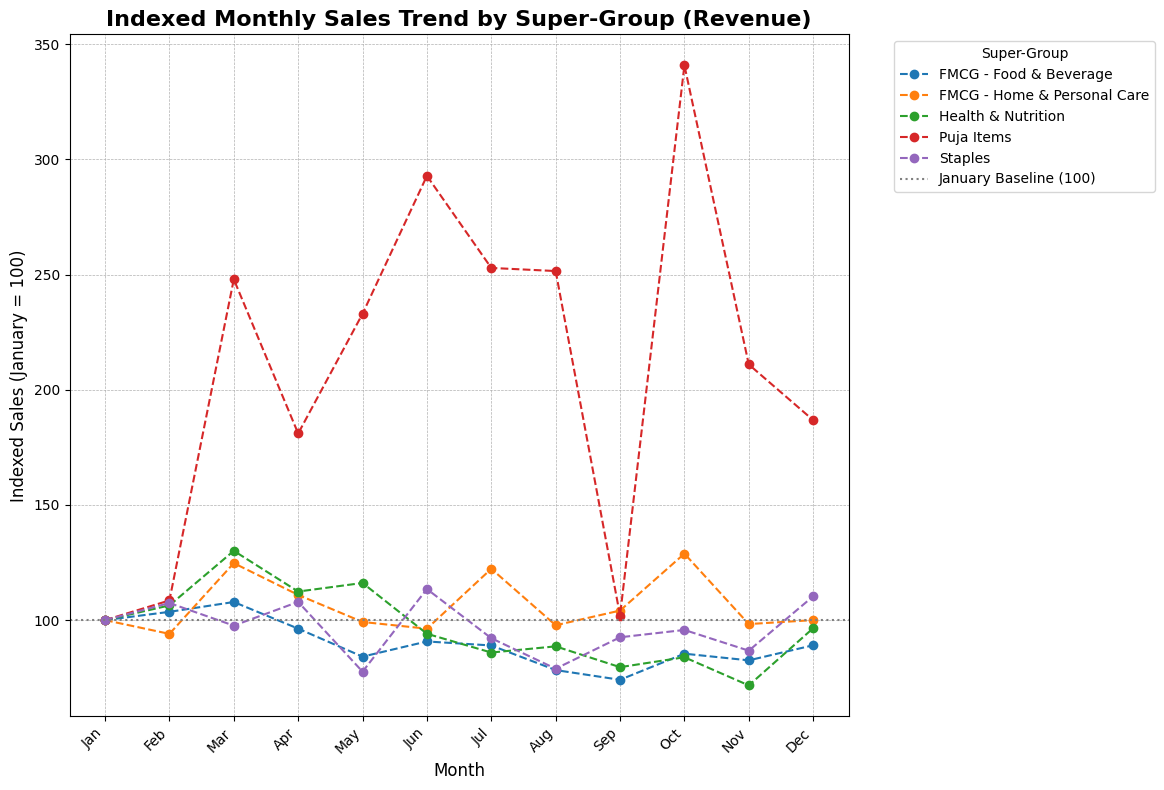 Indexed Monthly Sales Trend by Super-Group (Revenue)
Super-Group
FMCG - Food & Beverage
FMCG - Home & Personal Care
Health & Nutrition
Puja Items
Staples
January Baseline (100)
Indexed Sales (January = 100)
350
300
250
200
150
100
Jan
Feb
Mar
Apr
May
Jun
Jul
Aug
Sep
Oct
Nov
Dec
Month